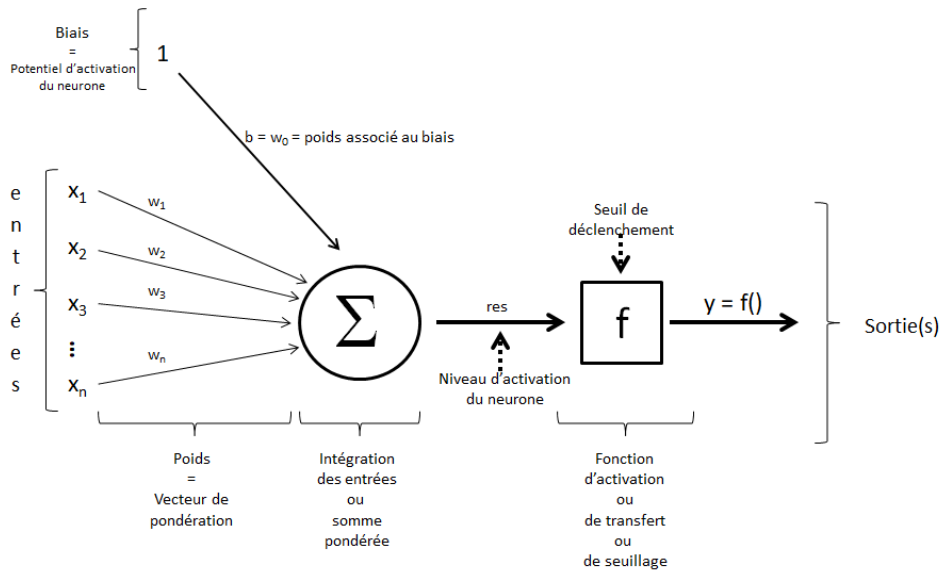 Biais
=
Potentiel d'activation
du neurone
1
b = w0 = poids associé au biais
entrées
x1
x2
x3
...
xn
w1
w2
w3
wn
Σ
res
Niveau d'activation
du neurone
Seuil de
déclenchement
f
y = f()
Sortie(s)
Poids
=
Vecteur de
pondération
Intégration
des entrées
ou
somme
pondérée
Fonction
d'activation
ou
de transfert
ou
de seuillage